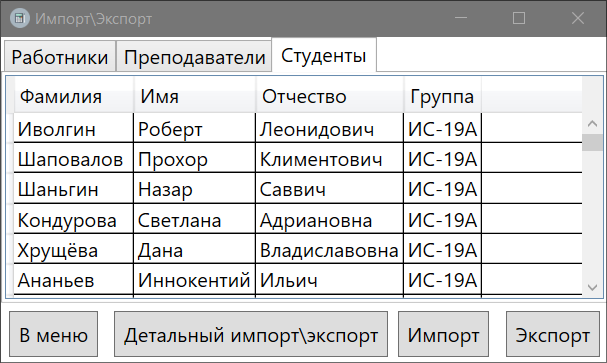 Импорт\Экспорт
Работники Преподаватели Студенты
Фамилия Имя Отчество Группа
Иволгин Роберт Леонидович ИС-19А
Шаповалов Прохор Климентович ИС-19А
Шаньгин Назар Саввич ИС-19А
Кондурова Светлана Адриановна ИС-19А
Хрущёва Дана Владиславовна ИС-19А
Ананьев Иннокентий Ильич ИС-19А
В меню Детальный импорт\экспорт Импорт Экспорт